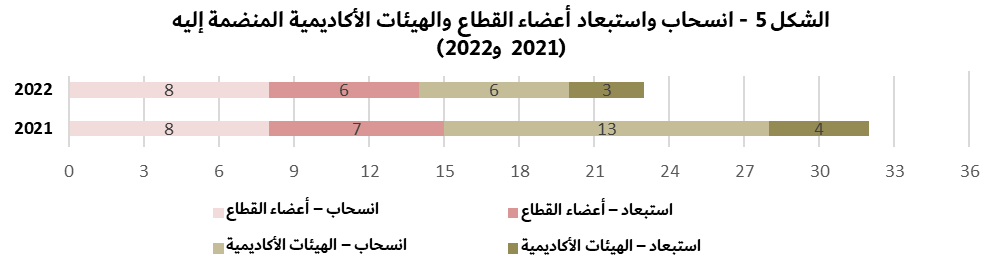 الشكل 5 - انسحاب واستبعاد أعضاء القطاع والهيئات الأكاديمية المنضمة إليه
(2021 و2022)
2022 8 6 6 3
2021 8 7 13 4
0 3 6 9 12 15 18 21 24 27 30 33 36
انسحاب – أعضاء القطاع استبعاد – أعضاء القطاع
انسحاب – الهيئات الأكاديمية استبعاد – الهيئات الأكاديمية